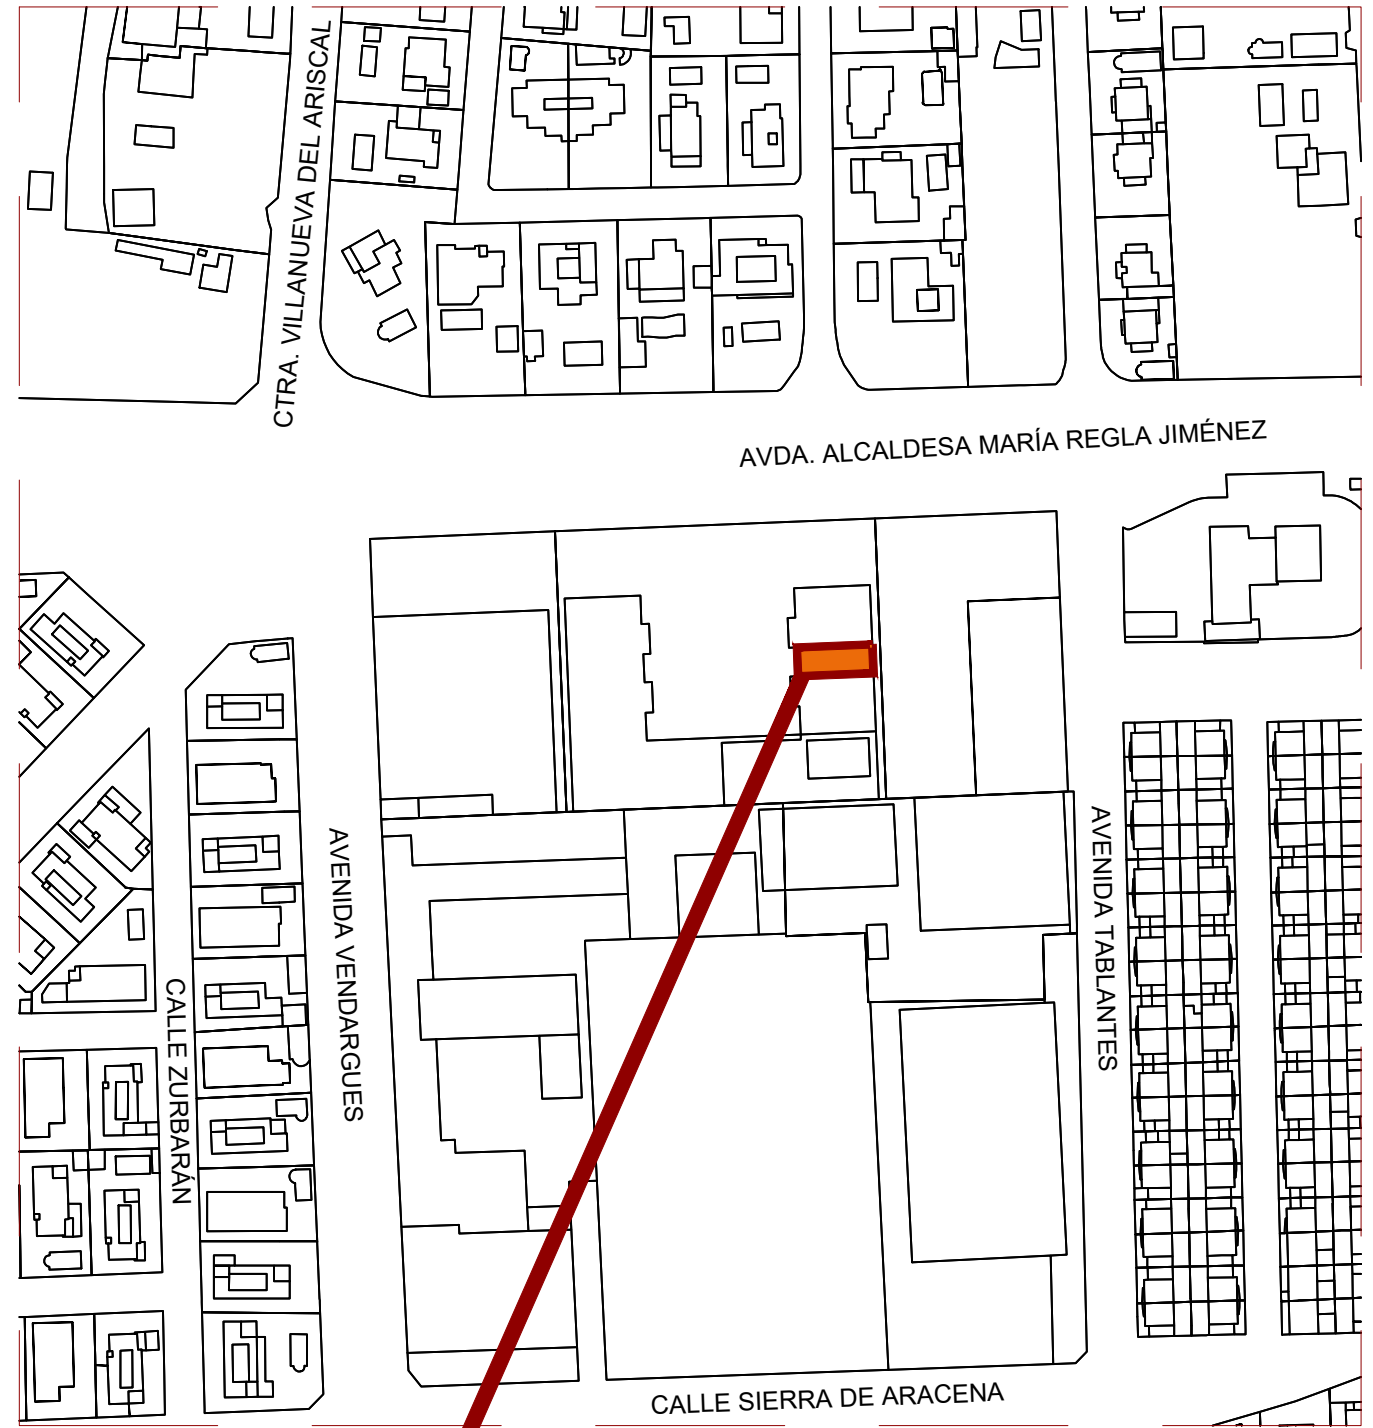 CTRA. VILLANUEVA DEL ARISCAL
AVDA. ALCALDESA MARÍA REGLA JIMÉNEZ
AVENIDA VENDARGUES
AVENIDA TABLANTES
CALLE ZURBARÁN
CALLE SIERRA DE ARACENA